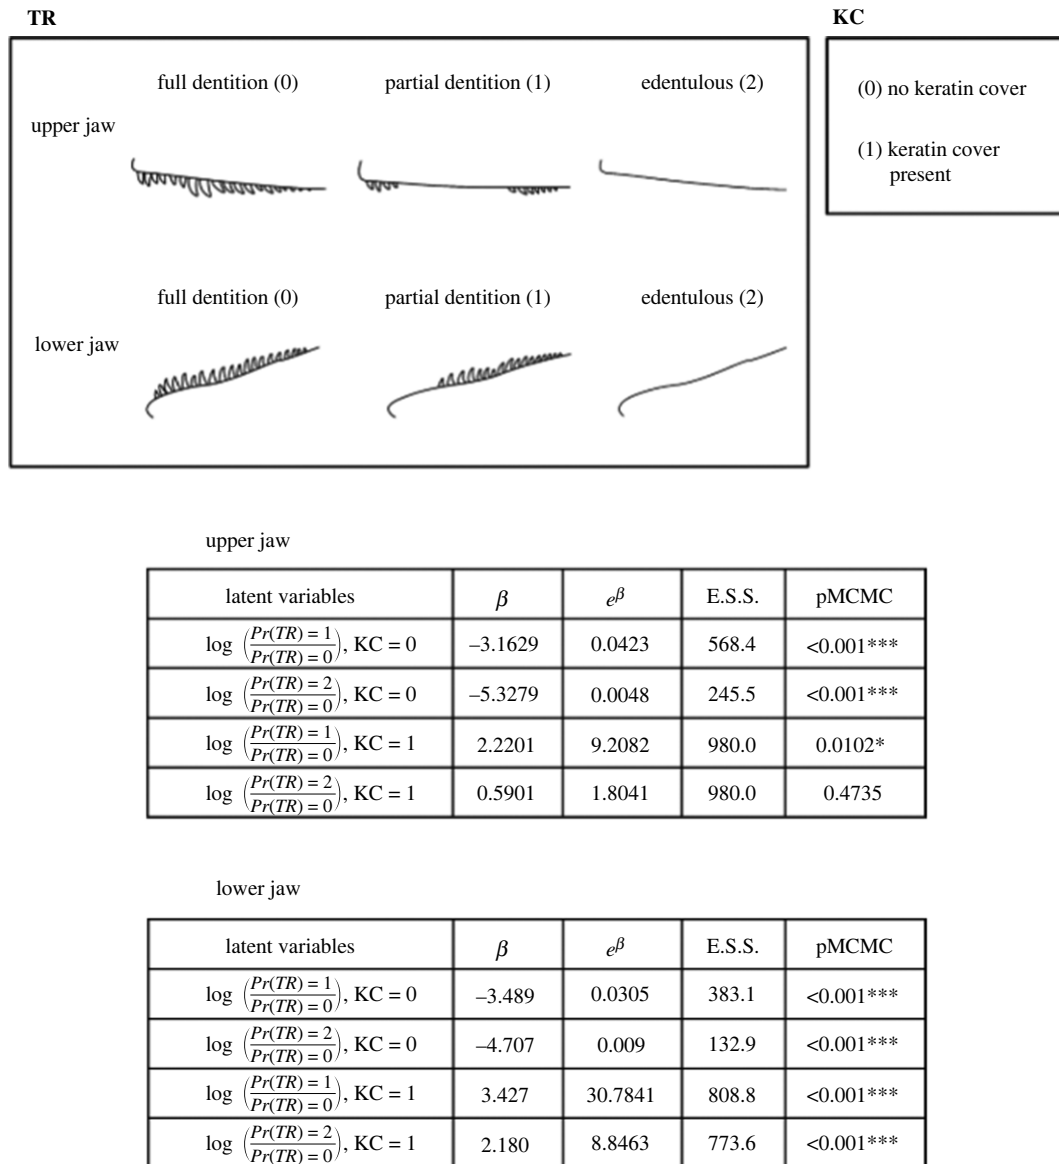 TR
KC
full dentition (0) partial dentition (1) edentulous (2)
upper jaw
full dentition (0) partial dentition (1) edentulous (2)
lower jaw
(0) no keratin cover
(1) keratin cover
present
upper jaw
latent variables β e^β E.S.S. pMCMC
log (Pr(TR) = 1 / Pr(TR) = 0), KC = 0 –3.1629 0.0423 568.4 <0.001***
log (Pr(TR) = 2 / Pr(TR) = 0), KC = 0 –5.3279 0.0048 245.5 <0.001***
log (Pr(TR) = 1 / Pr(TR) = 0), KC = 1 2.2201 9.2082 980.0 0.0102*
log (Pr(TR) = 2 / Pr(TR) = 0), KC = 1 0.5901 1.8041 980.0 0.4735
lower jaw
latent variables β e^β E.S.S. pMCMC
log (Pr(TR) = 1 / Pr(TR) = 0), KC = 0 –3.489 0.0305 383.1 <0.001***
log (Pr(TR) = 2 / Pr(TR) = 0), KC = 0 –4.707 0.009 132.9 <0.001***
log (Pr(TR) = 1 / Pr(TR) = 0), KC = 1 3.427 30.7841 808.8 <0.001***
log (Pr(TR) = 2 / Pr(TR) = 0), KC = 1 2.180 8.8463 773.6 <0.001***